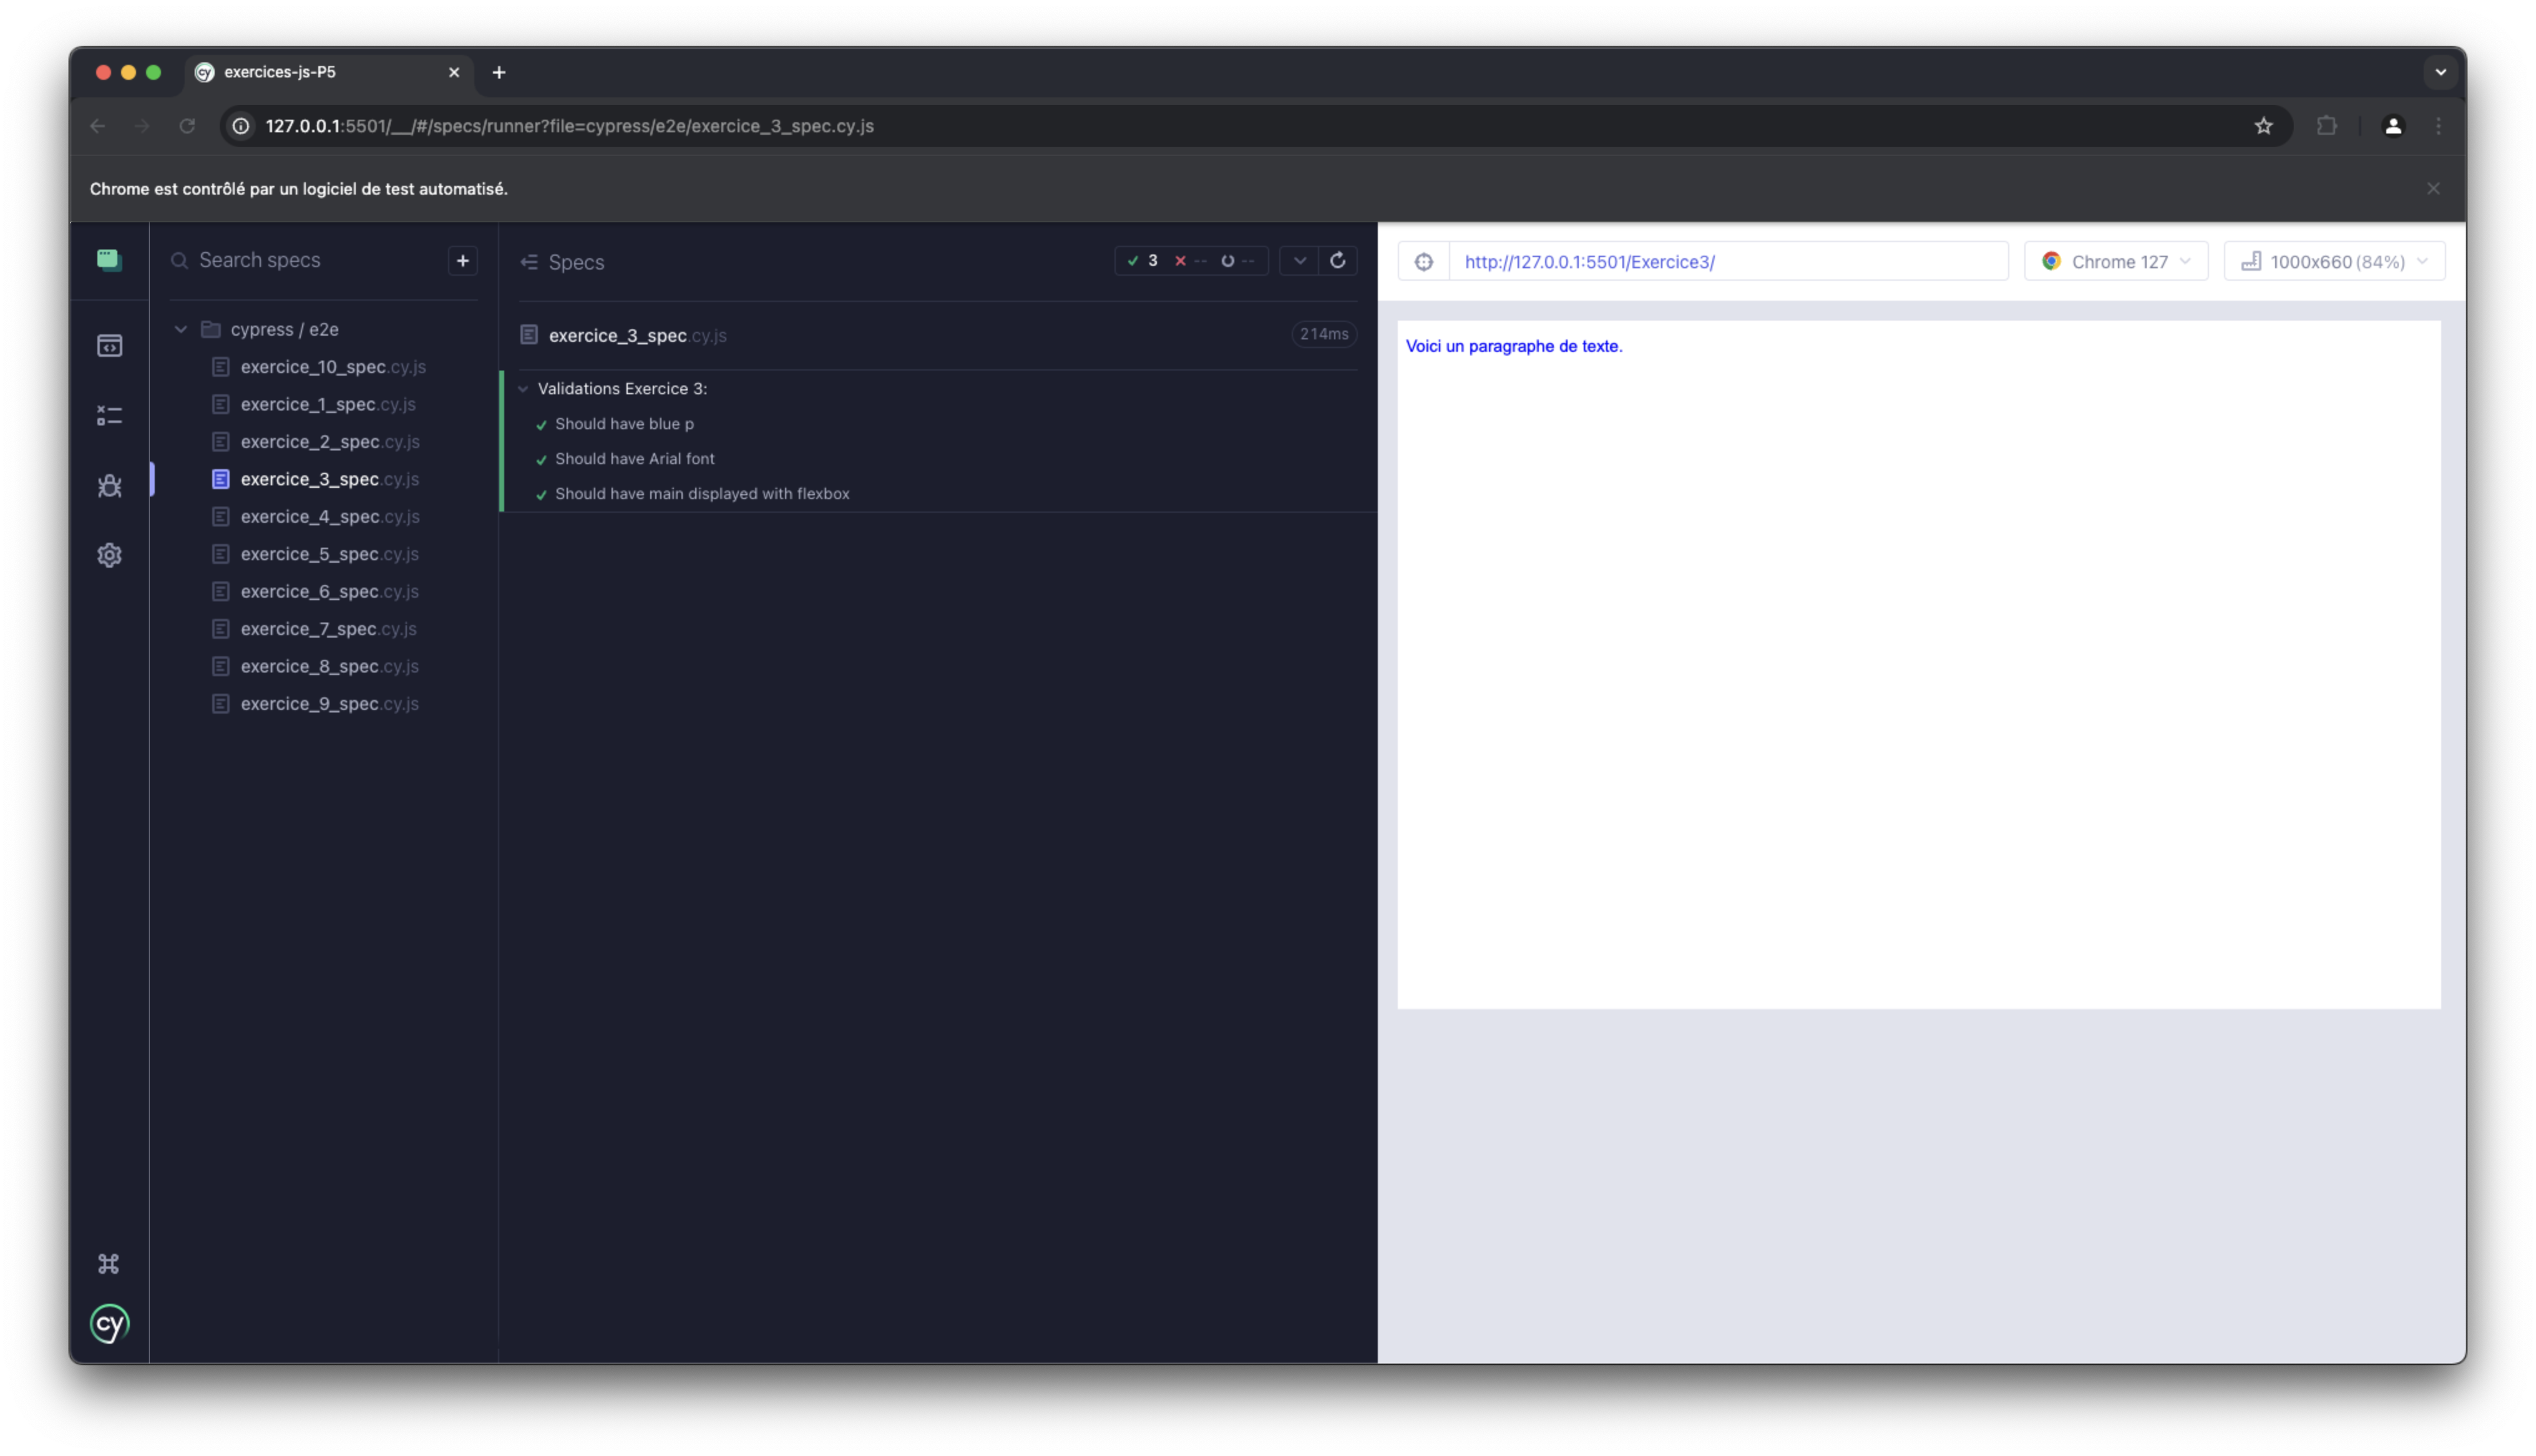 exercices-js-P5
127.0.0.1:5501/__/#/specs/runner?file=cypress/e2e/exercice_3_spec.cy.js
Chrome est contrôlé par un logiciel de test automatisé.
Search specs
+
cypress / e2e
exercice_10_spec.cy.js
exercice_1_spec.cy.js
exercice_2_spec.cy.js
exercice_3_spec.cy.js
exercice_4_spec.cy.js
exercice_5_spec.cy.js
exercice_6_spec.cy.js
exercice_7_spec.cy.js
exercice_8_spec.cy.js
exercice_9_spec.cy.js
cy
Specs
3 -- --
exercice_3_spec.cy.js
214ms
Validations Exercice 3:
Should have blue p
Should have Arial font
Should have main displayed with flexbox
http://127.0.0.1:5501/Exercice3/
Chrome 127
1000x660 (84%)
Voici un paragraphe de texte.